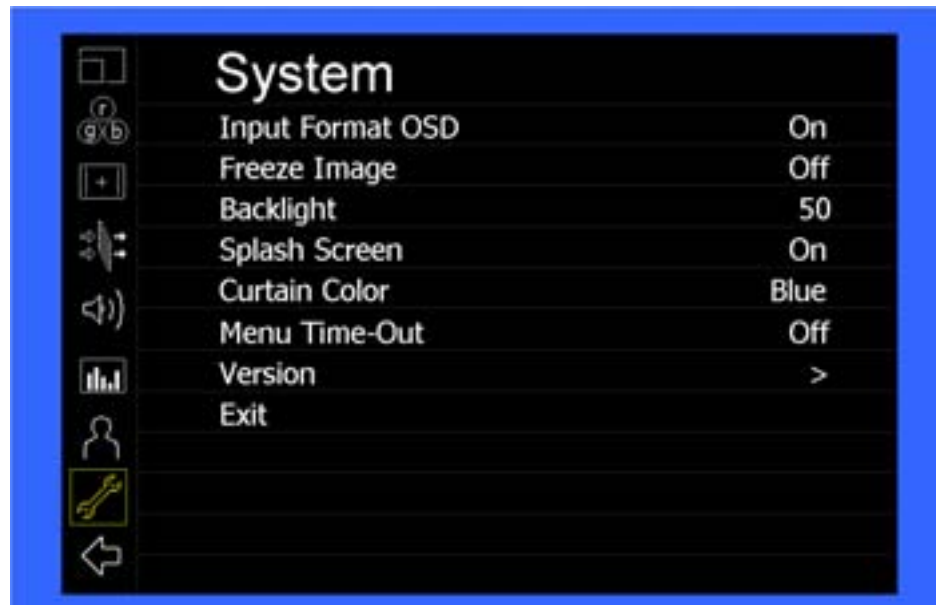 System
Input Format OSD On
Freeze Image Off
Backlight 50
Splash Screen On
Curtain Color Blue
Menu Time-Out Off
Version >
Exit
r
g b